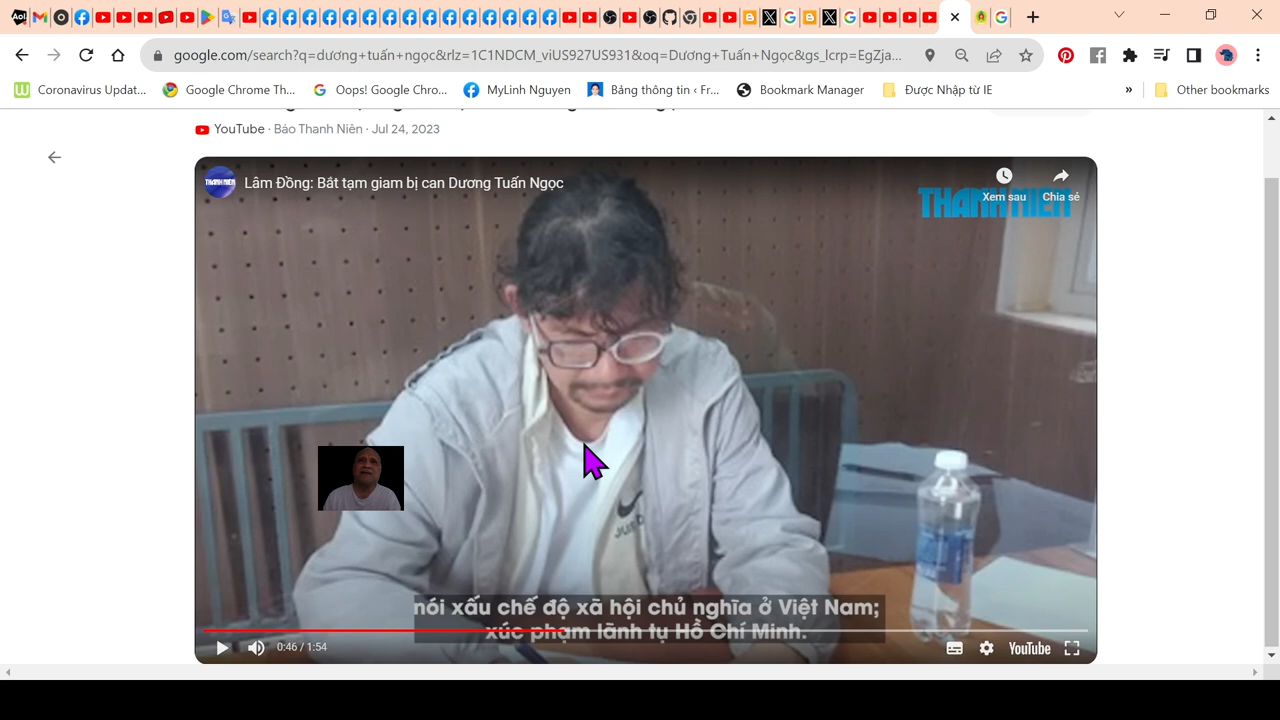 google.com/search?q=dương+tuấn+ngọc&rlz=1C1NDCM_viUS927US931&oq=Dương+Tuấn+Ngọc&gs_lcrp=EgZja...
Coronavirus Updat...
Google Chrome Th...
Oops! Google Chro...
MyLinh Nguyen
Bảng thông tin ‹ Fr...
Bookmark Manager
Được Nhập từ IE
»
Other bookmarks
YouTube · Báo Thanh Niên · Jul 24, 2023
THANH NIÊN
Lâm Đồng: Bắt tạm giam bị can Dương Tuấn Ngọc
THANH NIÊN
Xem sau
Chia sẻ
nói xấu chế độ xã hội chủ nghĩa ở Việt Nam;
xúc phạm lãnh tụ Hồ Chí Minh.
0:46 / 1:54
YouTube